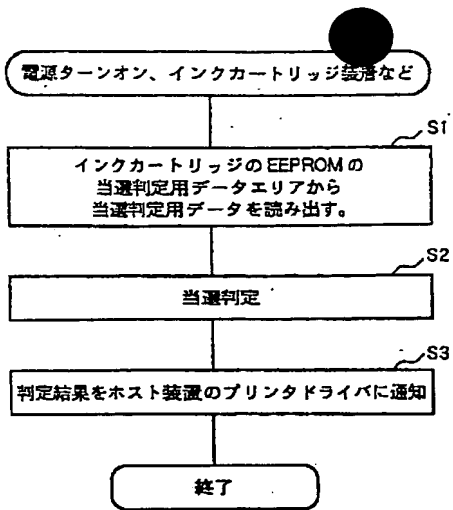 電源ターンオン、インクカートリッジ装着など
S1
インクカートリッジのEEPROMの
当選判定用データエリアから
当選判定用データを読み出す。
S2
当選判定
S3
判定結果をホスト装置のプリンタドライバに通知
終了